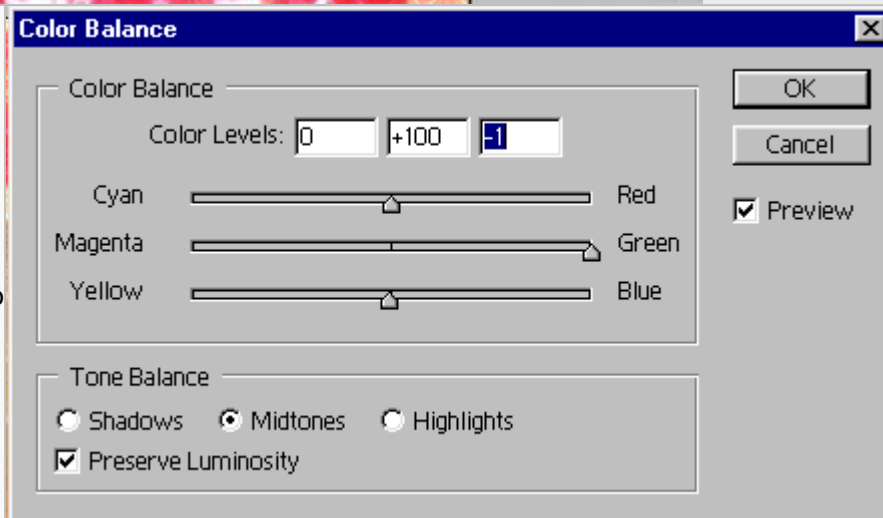 Color Balance
Color Balance
OK
Color Levels: 0 +100 -1
Cancel
Cyan Red
Preview
Magenta Green
Yellow Blue
Tone Balance
Shadows Midtones Highlights
Preserve Luminosity